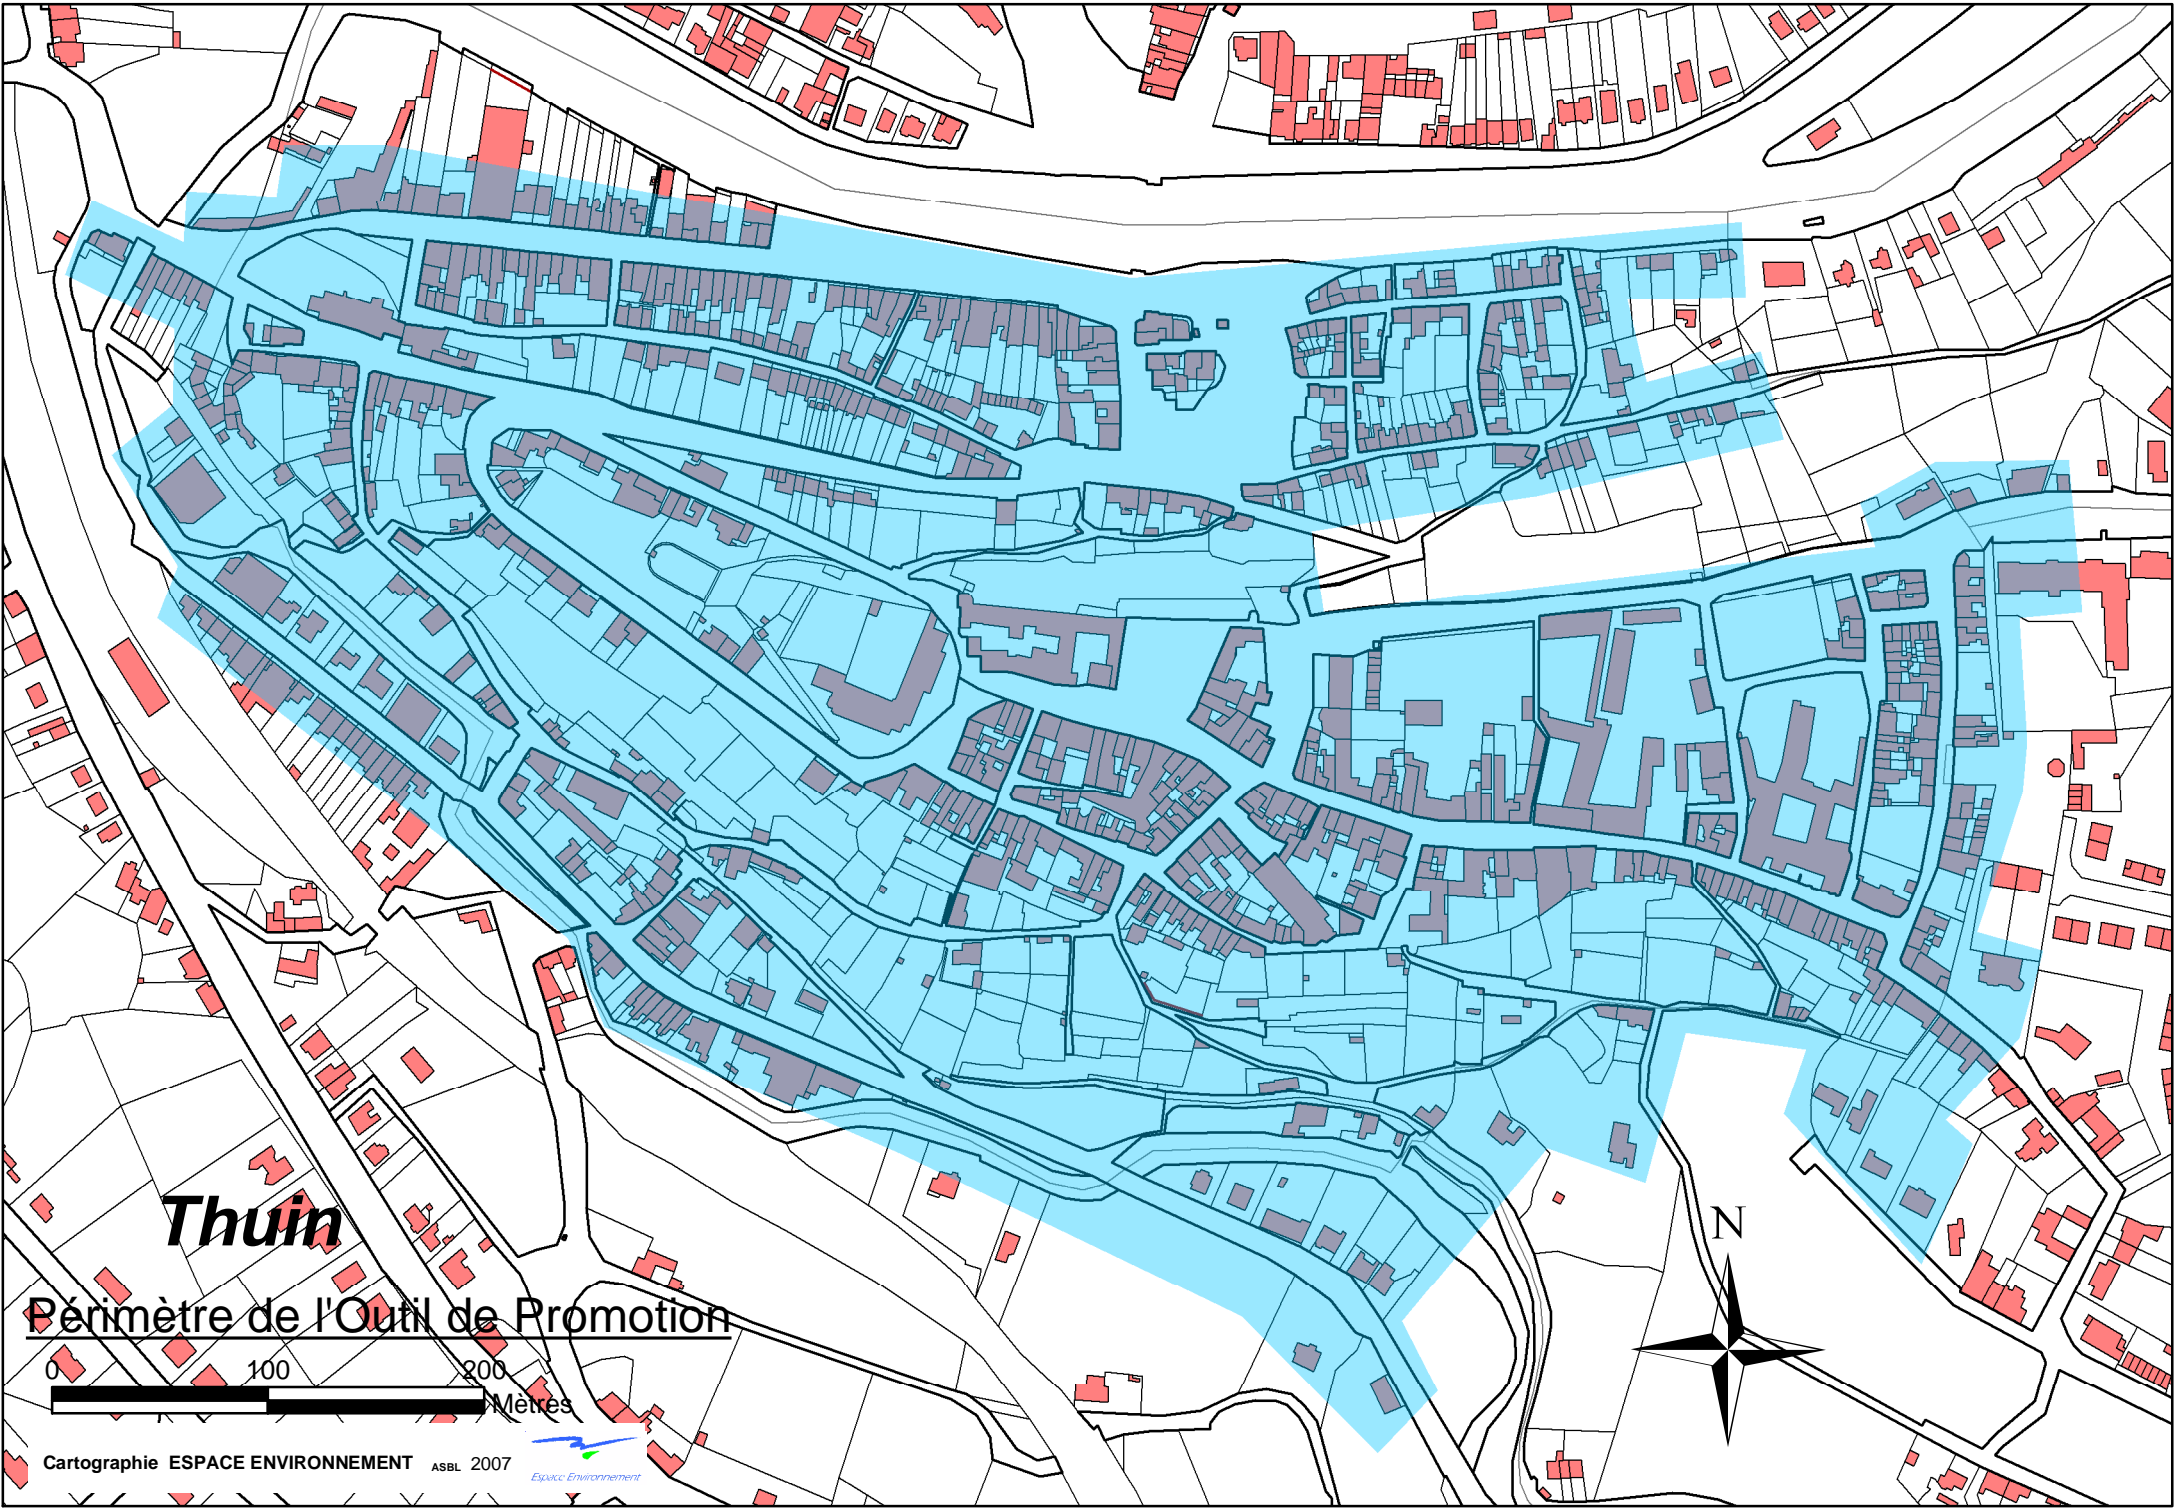 N
Thuin
Périmètre de l'Outil de Promotion
0 100 200
Mètres
Cartographie ESPACE ENVIRONNEMENT ASBL 2007
Espace Environnement